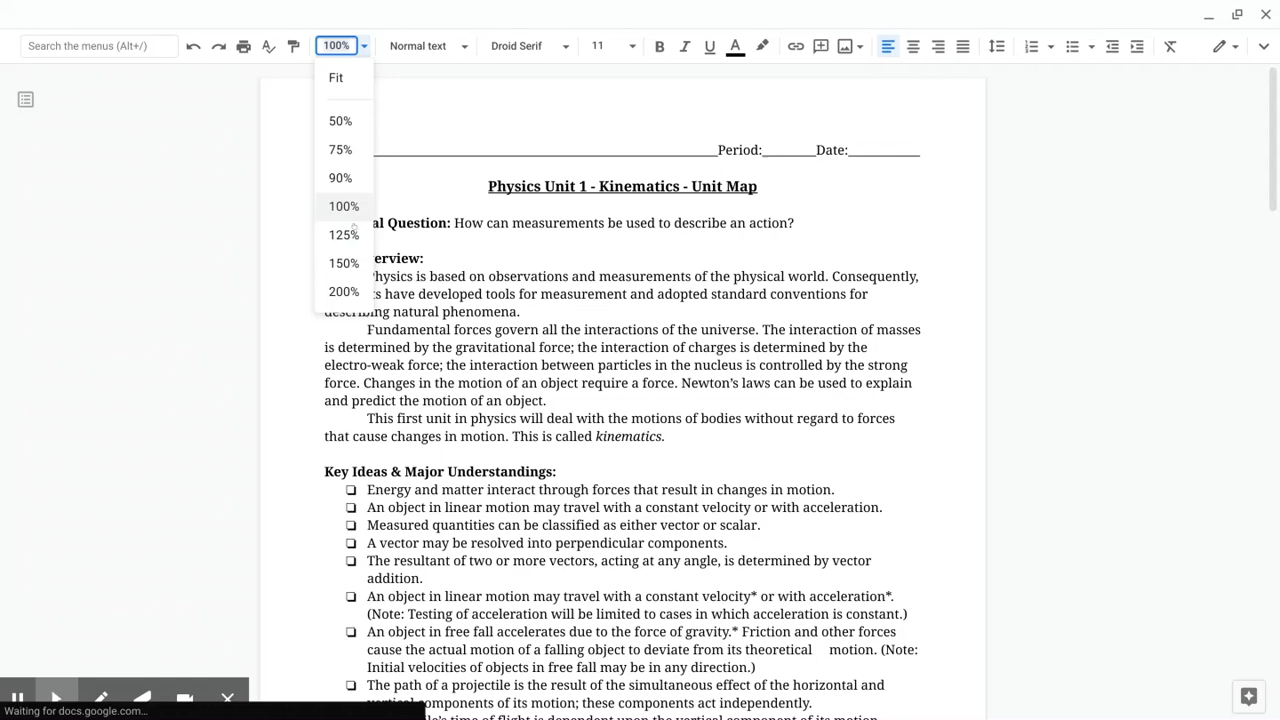 Search the menus (Alt+/)
100%
Normal text
Droid Serif
11
B I U A
Fit
50%
75%
90%
100%
125%
150%
200%
Period:________Date:___________
Physics Unit 1 - Kinematics - Unit Map
al Question: How can measurements be used to describe an action?
erview:
Physics is based on observations and measurements of the physical world. Consequently,
ts have developed tools for measurement and adopted standard conventions for
describing natural phenomena.
Fundamental forces govern all the interactions of the universe. The interaction of masses
is determined by the gravitational force; the interaction of charges is determined by the
electro-weak force; the interaction between particles in the nucleus is controlled by the strong
force. Changes in the motion of an object require a force. Newton's laws can be used to explain
and predict the motion of an object.
This first unit in physics will deal with the motions of bodies without regard to forces
that cause changes in motion. This is called kinematics.
Key Ideas & Major Understandings:
❏ Energy and matter interact through forces that result in changes in motion.
❏ An object in linear motion may travel with a constant velocity or with acceleration.
❏ Measured quantities can be classified as either vector or scalar.
❏ A vector may be resolved into perpendicular components.
❏ The resultant of two or more vectors, acting at any angle, is determined by vector
addition.
❏ An object in linear motion may travel with a constant velocity* or with acceleration*.
(Note: Testing of acceleration will be limited to cases in which acceleration is constant.)
❏ An object in free fall accelerates due to the force of gravity.* Friction and other forces
cause the actual motion of a falling object to deviate from its theoretical motion. (Note:
Initial velocities of objects in free fall may be in any direction.)
❏ The path of a projectile is the result of the simultaneous effect of the horizontal and
vertical components of its motion; these components act independently.
time of flight is dependent upon the vertical component of its motion.
Waiting for docs.google.com...